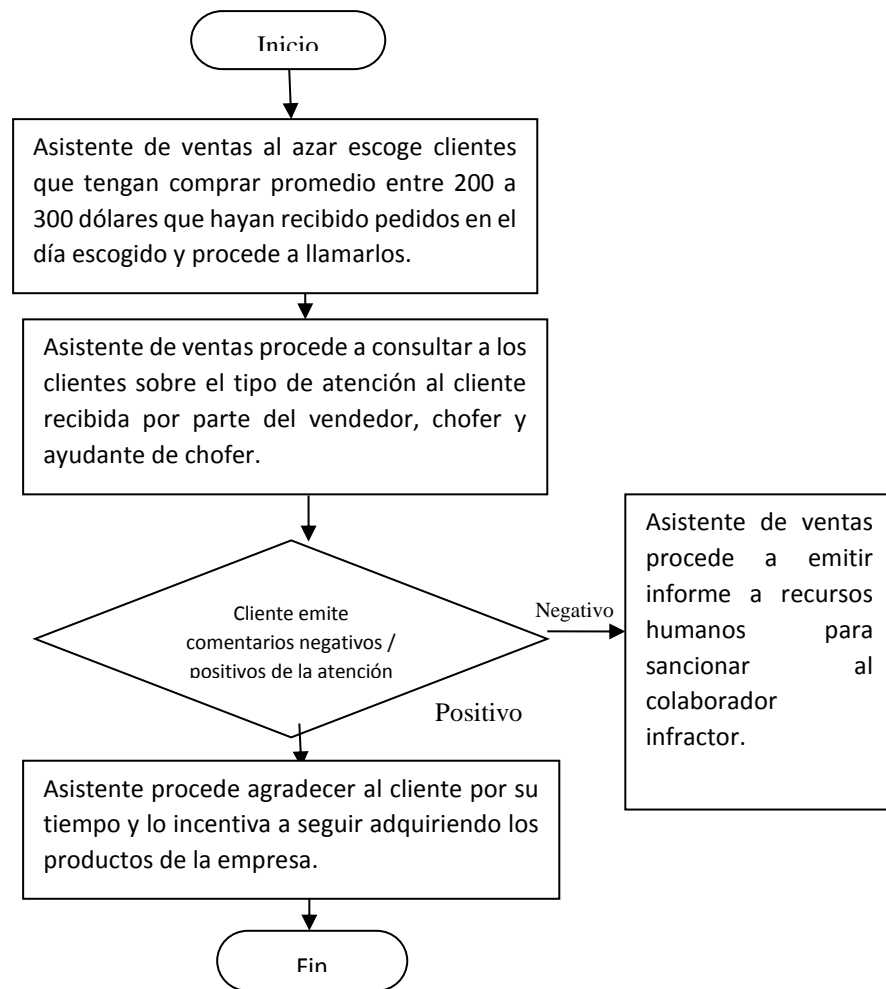 Inicio
Asistente de ventas al azar escoge clientes
que tengan comprar promedio entre 200 a
300 dólares que hayan recibido pedidos en el
día escogido y procede a llamarlos.
Asistente de ventas procede a consultar a los
clientes sobre el tipo de atención al cliente
recibida por parte del vendedor, chofer y
ayudante de chofer.
Cliente emite
comentarios negativos /
positivos de la atención
Negativo
Asistente de ventas
procede a emitir
informe a recursos
humanos para
sancionar al
colaborador
infractor.
Positivo
Asistente procede agradecer al cliente por su
tiempo y lo incentiva a seguir adquiriendo los
productos de la empresa.
Fin